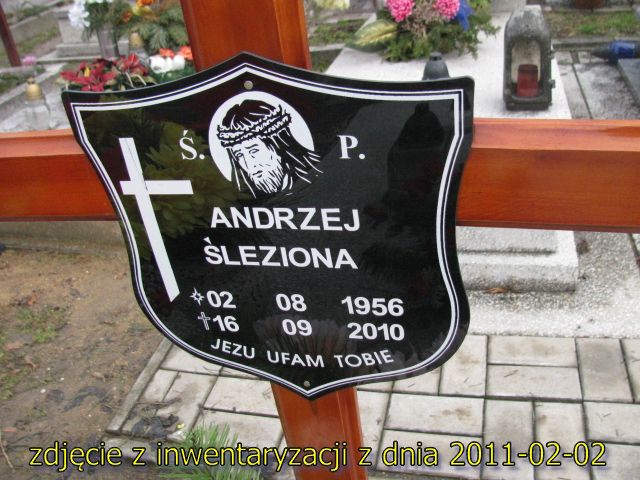 Ś. P.
ANDRZEJ
ŚLEZIONA
02 08 1956
16 09 2010
JEZU UFAM TOBIE
zdjęcie z inwentaryzacji z dnia 2011-02-02